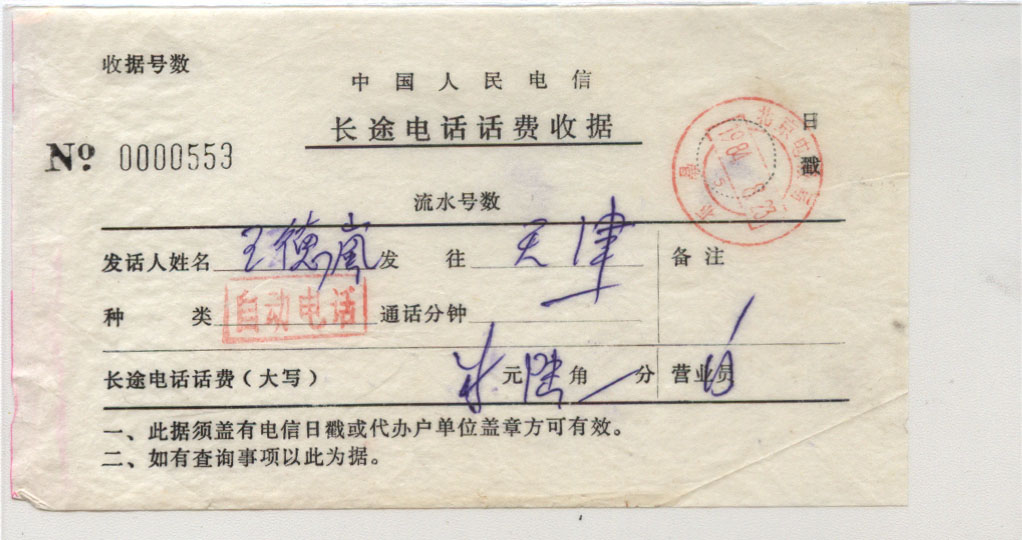 收据号数
中国人民电信
长途电话话费收据
日戳
№ 0000553
北京电
流水号数
发话人姓名 王德岚 发往 天津 备注
种类 自动电话 通话分钟
长途电话话费（大写） 元陆角 分 营业员
一、此据须盖有电信日戳或代办户单位盖章方可有效。
二、如有查询事项以此为据。